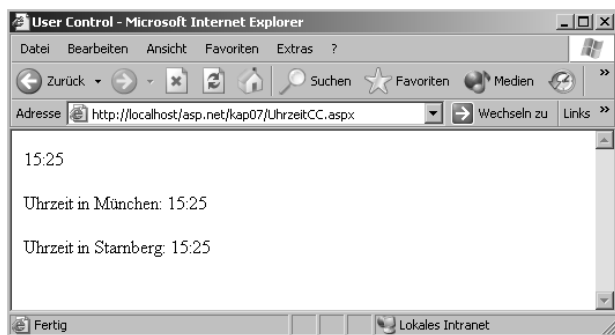 User Control - Microsoft Internet Explorer
Datei Bearbeiten Ansicht Favoriten Extras ?
Zurück Suchen Favoriten Medien »
Adresse http://localhost/asp.net/kap07/UhrzeitCC.aspx Wechseln zu Links »
15:25
Uhrzeit in München: 15:25
Uhrzeit in Starnberg: 15:25
Fertig Lokales Intranet